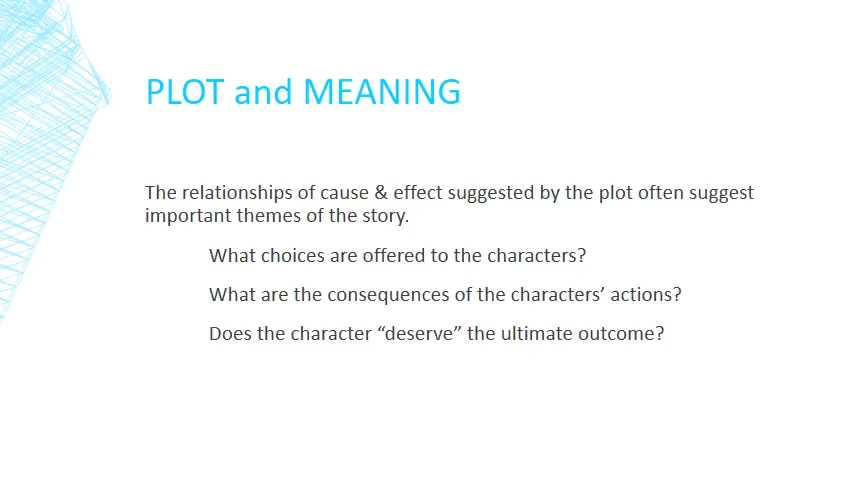 PLOT and MEANING
The relationships of cause & effect suggested by the plot often suggest
important themes of the story.
What choices are offered to the characters?
What are the consequences of the characters’ actions?
Does the character “deserve” the ultimate outcome?